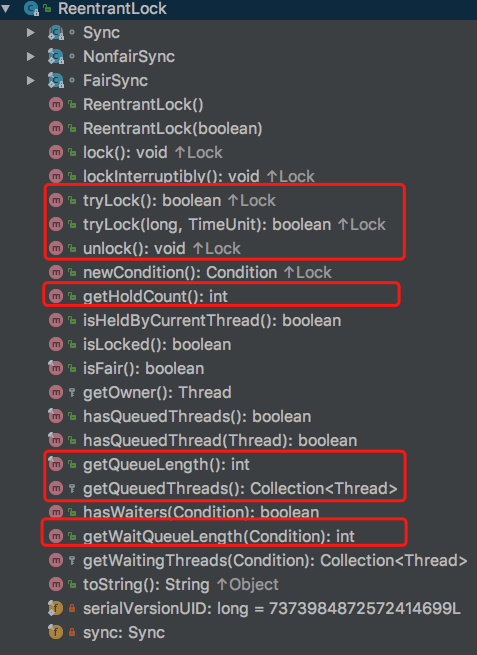 ReentrantLock
Sync
NonfairSync
FairSync
ReentrantLock()
ReentrantLock(boolean)
lock(): void ↑Lock
lockInterruptibly(): void ↑Lock
tryLock(): boolean ↑Lock
tryLock(long, TimeUnit): boolean ↑Lock
unlock(): void ↑Lock
newCondition(): Condition ↑Lock
getHoldCount(): int
isHeldByCurrentThread(): boolean
isLocked(): boolean
isFair(): boolean
getOwner(): Thread
hasQueuedThreads(): boolean
hasQueuedThread(Thread): boolean
getQueueLength(): int
getQueuedThreads(): Collection<Thread>
hasWaiters(Condition): boolean
getWaitQueueLength(Condition): int
getWaitingThreads(Condition): Collection<Thread>
toString(): String ↑Object
serialVersionUID: long = 7373984872572414699L
sync: Sync